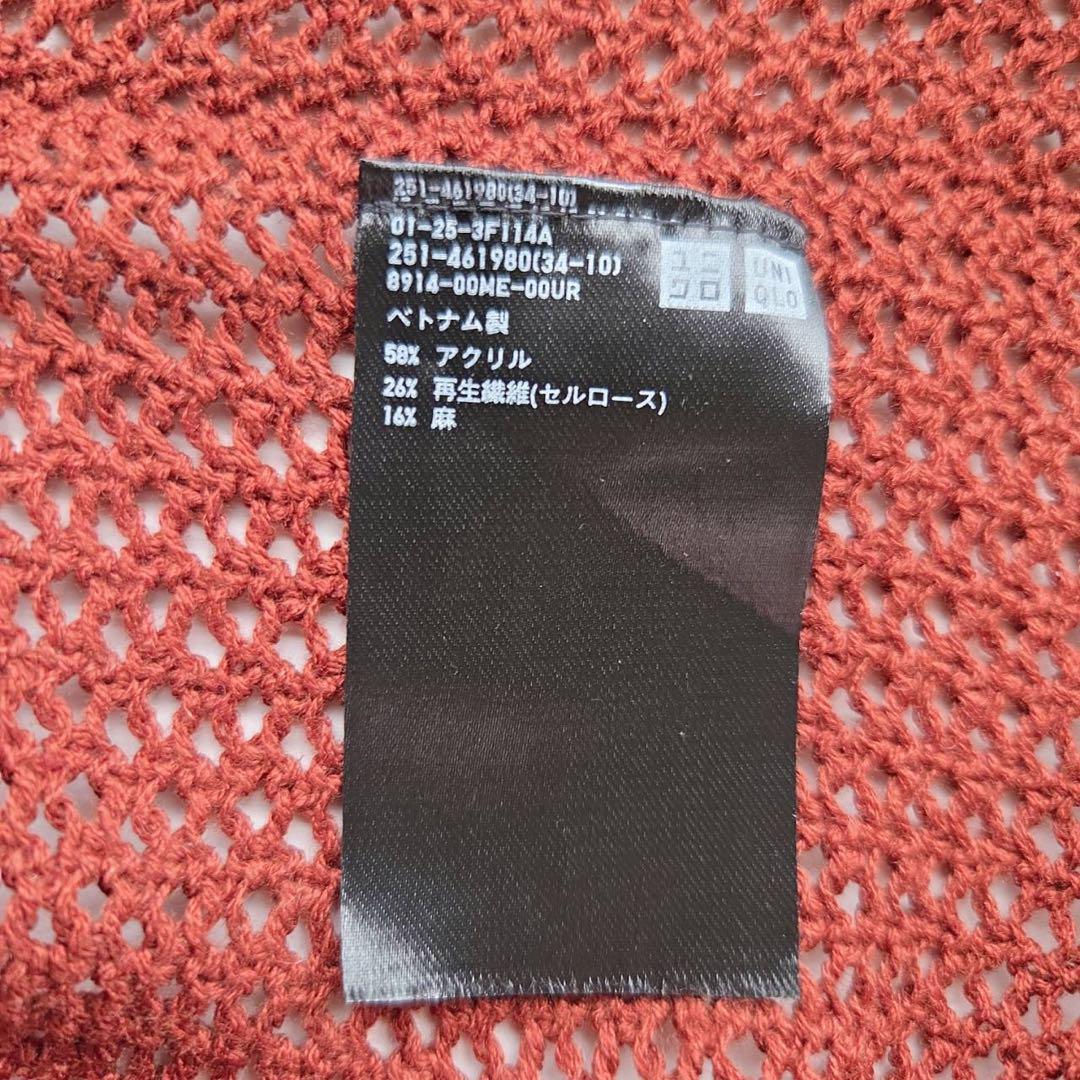 251-461980(34-10)
01-25-3F114A
251-461980(34-10)
8914-00ME-00UR
ユニ
クロ
UNI
QLO
ベトナム製
58% アクリル
26% 再生繊維(セルロース)
16% 麻